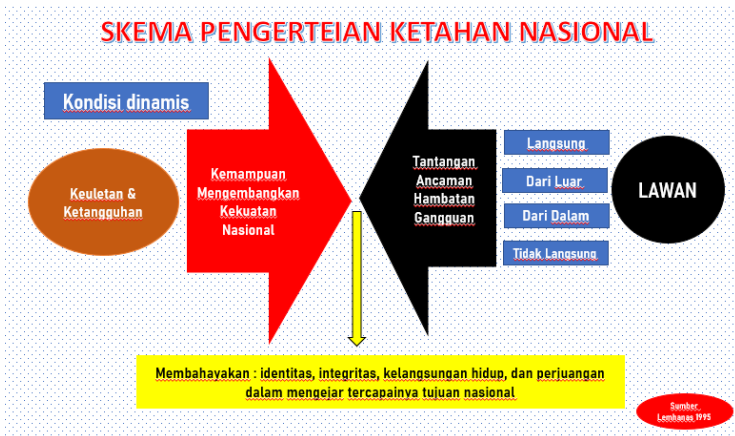 SKEMA PENGERTEIAN KETAHAN NASIONAL
Kondisi dinamis
Keuletan &
Ketangguhan
Kemampuan
Mengembangkan
Kekuatan
Nasional
Tantangan
Ancaman
Hambatan
Gangguan
Langsung
Dari Luar
Dari Dalam
Tidak Langsung
LAWAN
Membahayakan : identitas, integritas, kelangsungan hidup, dan perjuangan
dalam mengejar tercapainya tujuan nasional
Sumber
Lemhanas 1995